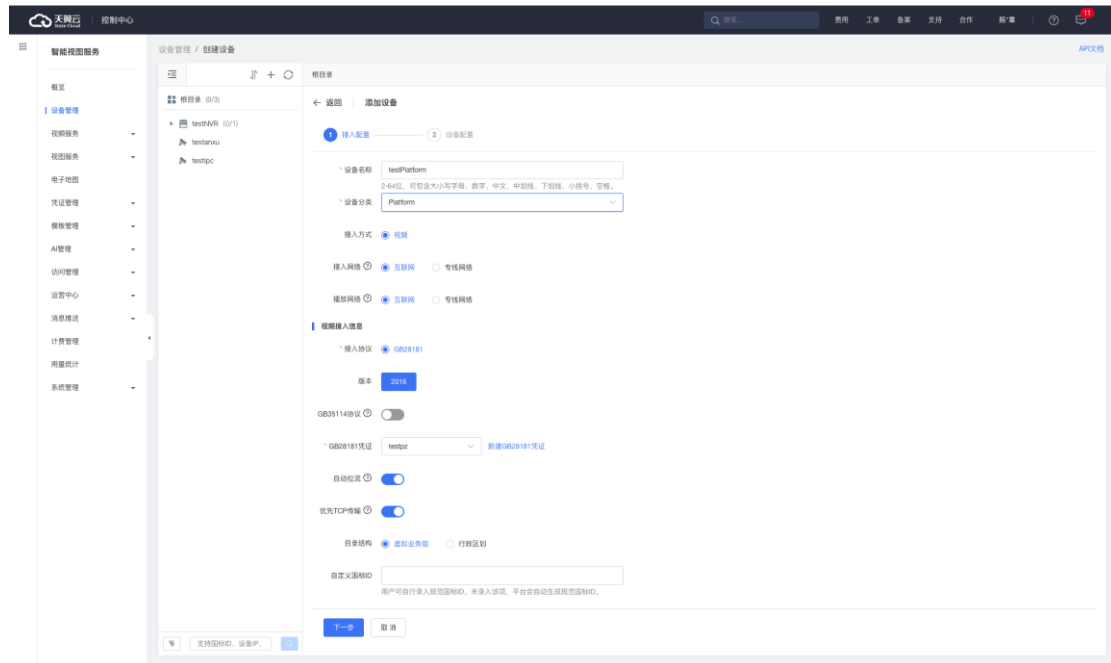 天翼云 State Cloud 控制中心 搜索... 费用 工单 备案 支持 合作 陈*章 11
智能视图服务
概览
设备管理
视频服务
视图服务
电子地图
凭证管理
模板管理
AI管理
访问管理
运营中心
消息推送
计费管理
用量统计
系统管理
设备管理 / 创建设备 API文档
根目录 (0/3)
testNVR (0/1)
testanxu
testipc
支持国标ID、设备IP、
根目录
返回 添加设备
1 接入配置 2 设备配置
* 设备名称 testPlatform
2-64位，可包含大小写字母、数字、中文、中划线、下划线、小括号、空格。
* 设备分类 Platform
接入方式 视频
接入网络 互联网 专线网络
播放网络 互联网 专线网络
视频接入信息
* 接入协议 GB28181
版本 2016
GB35114协议
* GB28181凭证 testpz 新建GB28181凭证
自动拉流
优先TCP传输
目录结构 虚拟业务组 行政区划
自定义国标ID
用户可自行录入规范国标ID，未录入该项，平台会自动生成规范国标ID。
下一步 取消